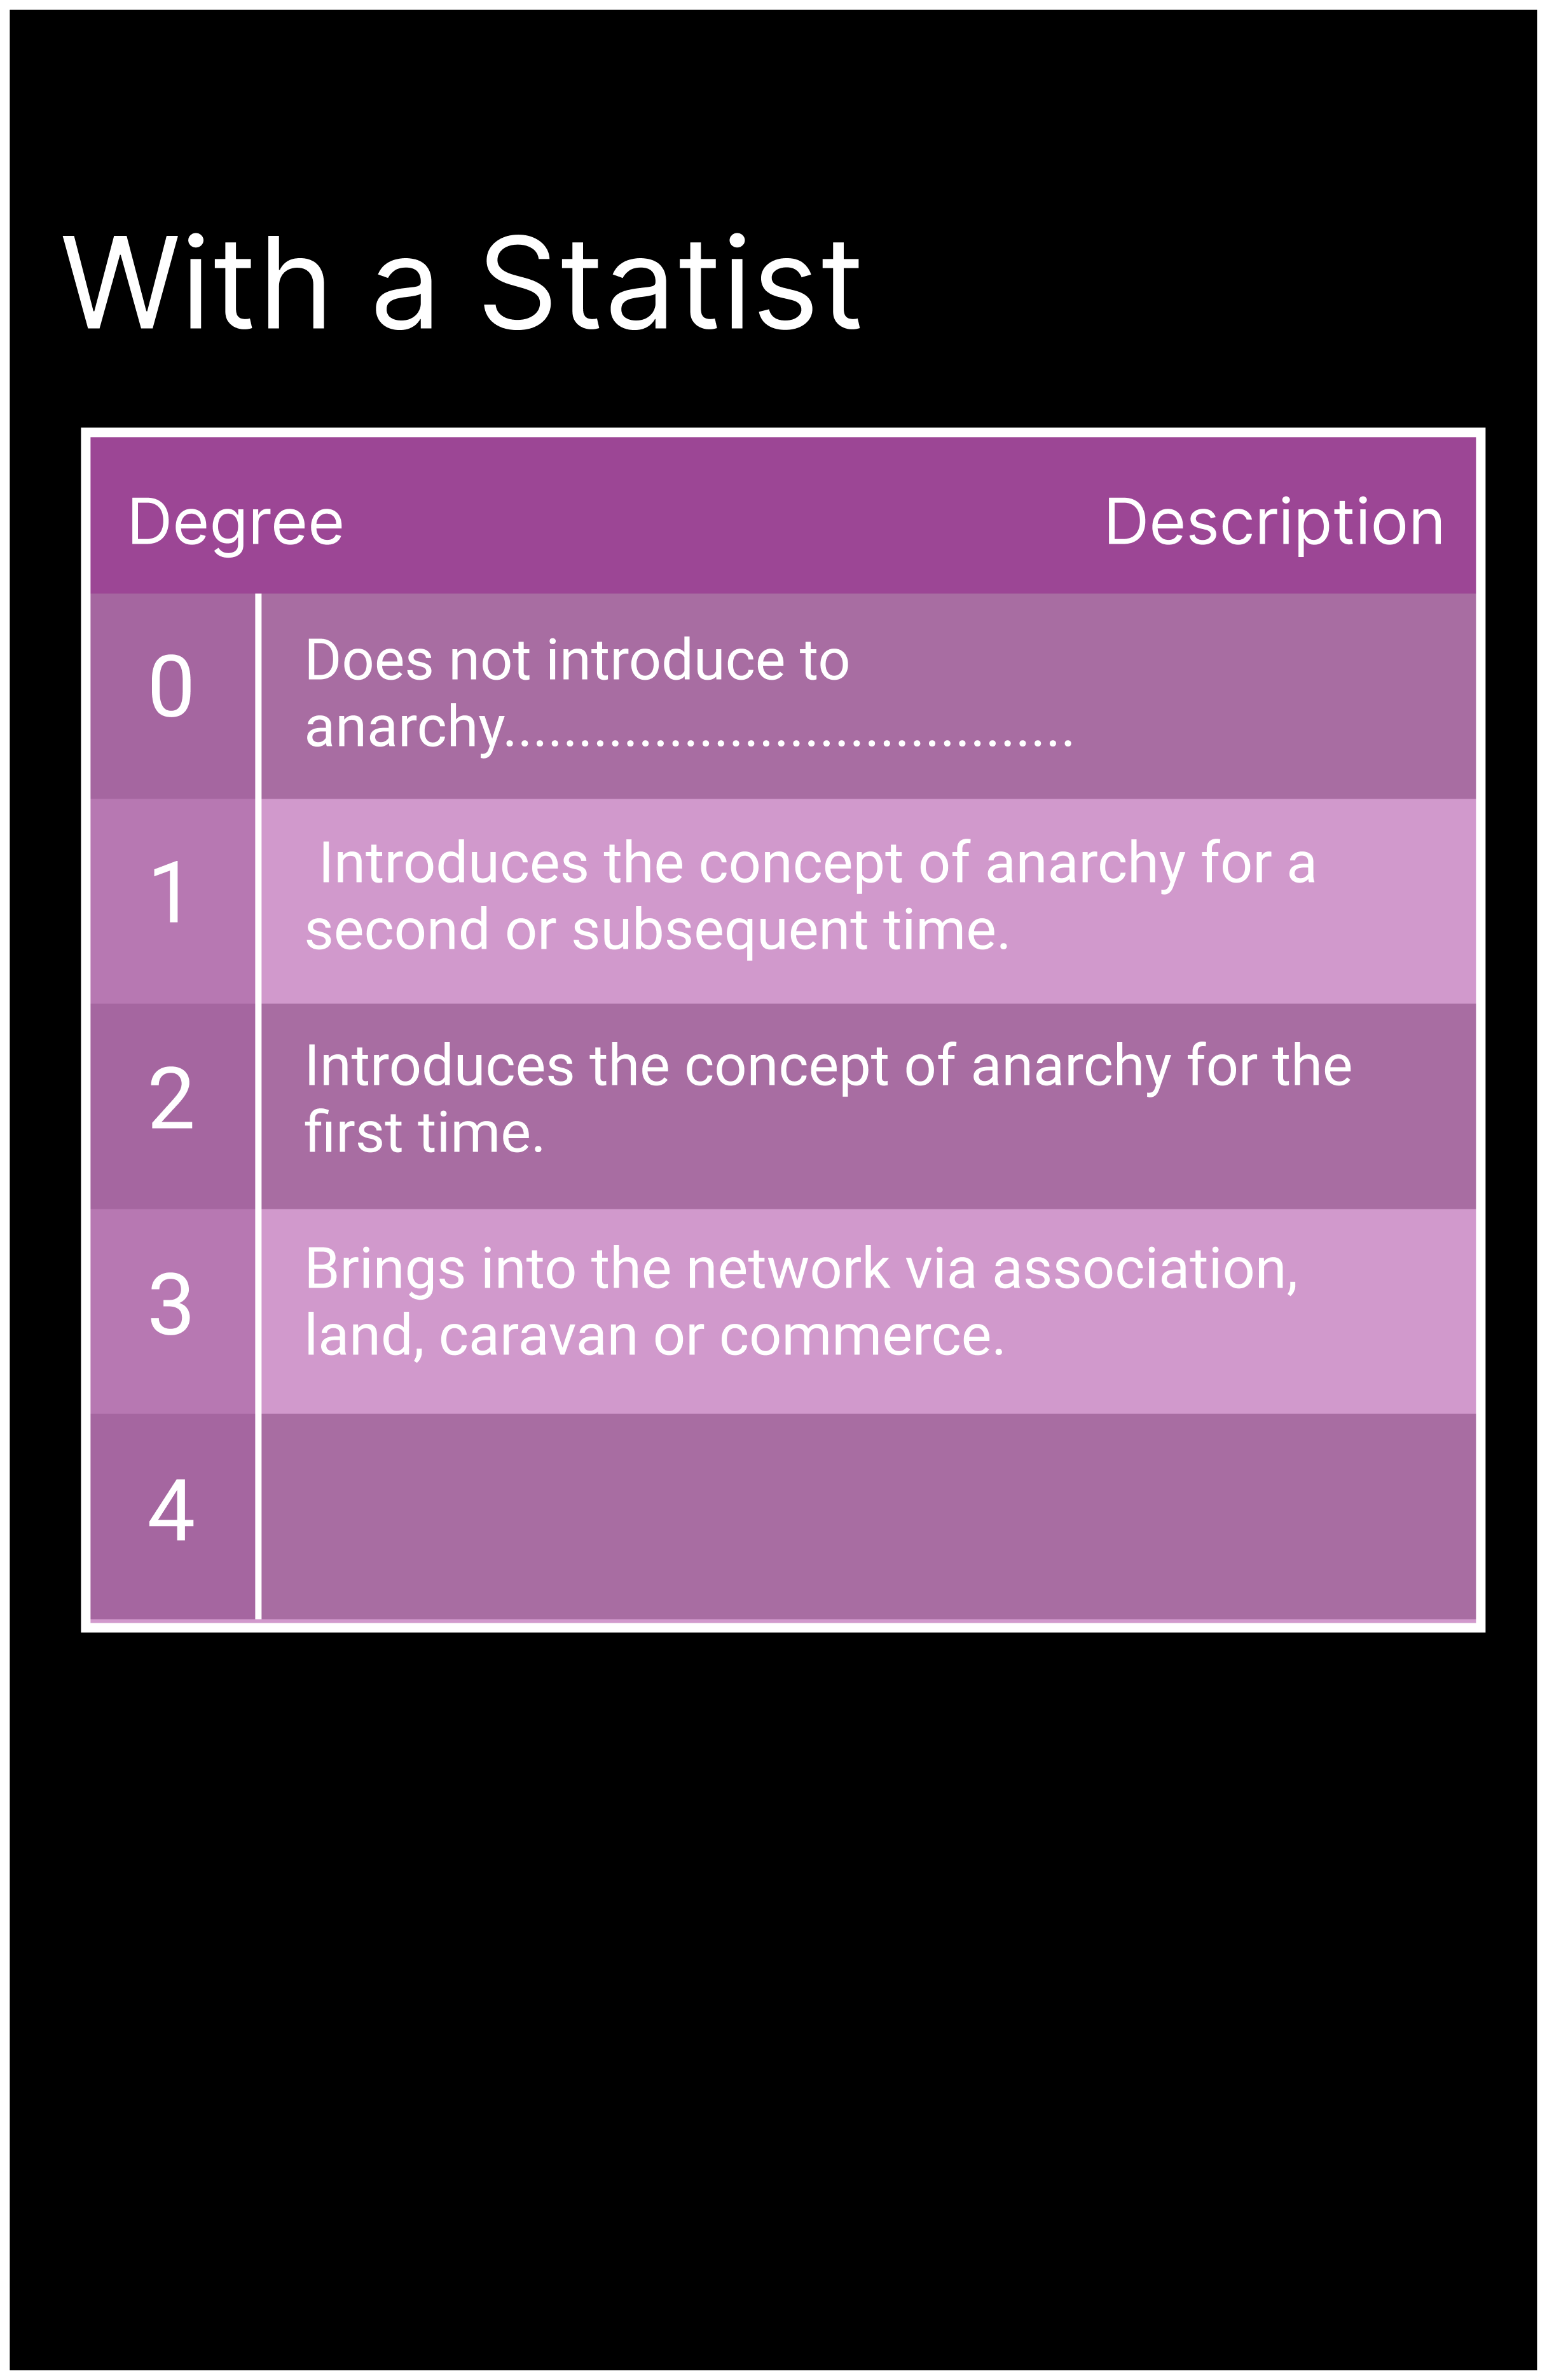 With a Statist
Degree Description
0
Does not introduce to
anarchy......................................
1
Introduces the concept of anarchy for a
second or subsequent time.
2
Introduces the concept of anarchy for the
first time.
3
Brings into the network via association,
land, caravan or commerce.
4